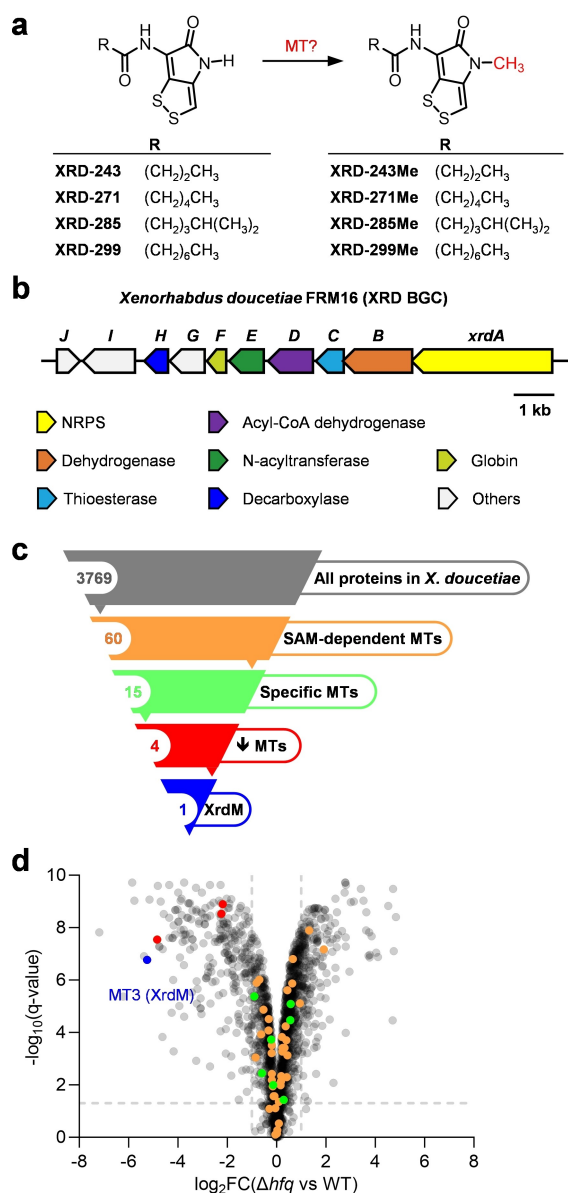 a
R
H
N
O
O
N
H
S
S
MT?
R
H
N
O
O
N
CH₃
S
S
R
XRD-243 (CH₂)₂CH₃
XRD-271 (CH₂)₄CH₃
XRD-285 (CH₂)₃CH(CH₃)₂
XRD-299 (CH₂)₆CH₃
R
XRD-243Me (CH₂)₂CH₃
XRD-271Me (CH₂)₄CH₃
XRD-285Me (CH₂)₃CH(CH₃)₂
XRD-299Me (CH₂)₆CH₃
b
Xenorhabdus doucetiae FRM16 (XRD BGC)
J I H G F E D C B xrdA
1 kb
NRPS
Acyl-CoA dehydrogenase
Dehydrogenase
N-acyltransferase
Globin
Thioesterase
Decarboxylase
Others
c
3769 All proteins in X. doucetiae
60 SAM-dependent MTs
15 Specific MTs
4 🡫 MTs
1 XrdM
d
10
8
6
4
2
0
-log₁₀(q-value)
MT3 (XrdM)
-8 -6 -4 -2 0 2 4 6 8
log₂FC(Δhfq vs WT)